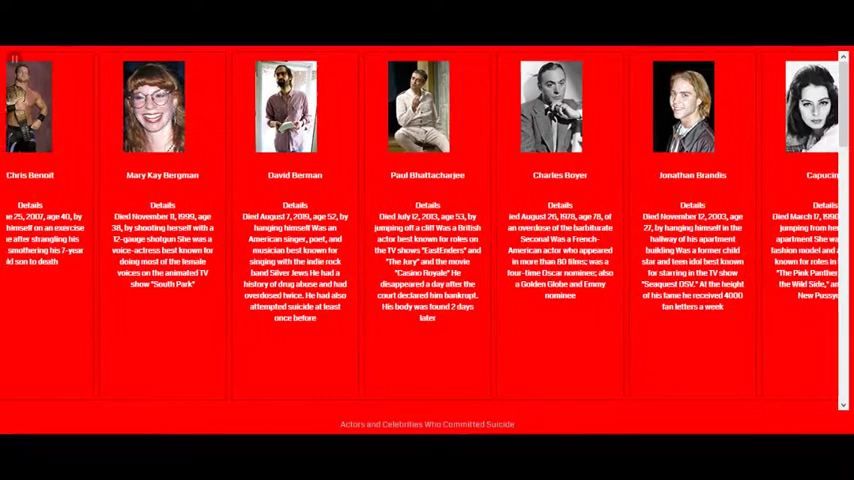 Chris Benoit
Details
e 25, 2007, age 40, by
himself on an exercise
e after strangling his
smothering his 7-year
ld son to death
Mary Kay Bergman
Details
Died November 11, 1999, age
38, by shooting herself with a
12-gauge shotgun She was a
voice-actress best known for
doing most of the female
voices on the animated TV
show "South Park"
David Berman
Details
Died August 7, 2019, age 52, by
hanging himself Was an
American singer, poet, and
musician best known for
singing with the indie rock
band Silver Jews He had a
history of drug abuse and had
overdosed twice. He had also
attempted suicide at least
once before
Paul Bhattacharjee
Details
Died July 12, 2013, age 53, by
jumping off a cliff Was a British
actor best known for roles on
the TV shows "EastEnders" and
"The Jury" and the movie
"Casino Royale" He
disappeared a day after the
court declared him bankrupt.
His body was found 2 days
later
Charles Boyer
Details
ied August 26, 1978, age 78, of
an overdose of the barbiturate
Seconal Was a French-
American actor who appeared
in more than 80 films; was a
four-time Oscar nominee; also
a Golden Globe and Emmy
nominee
Jonathan Brandis
Details
Died November 12, 2003, age
27, by hanging himself in the
hallway of his apartment
building Was a former child
star and teen idol best known
for starring in the TV show
"Seaquest DSV." At the height
of his fame he received 4000
fan letters a week
Capucin
Details
Died March 17, 1990
jumping from her
apartment She wa
fashion model and a
known for roles in
"The Pink Panther
the Wild Side," an
New Pussyc
Actors and Celebrities Who Committed Suicide